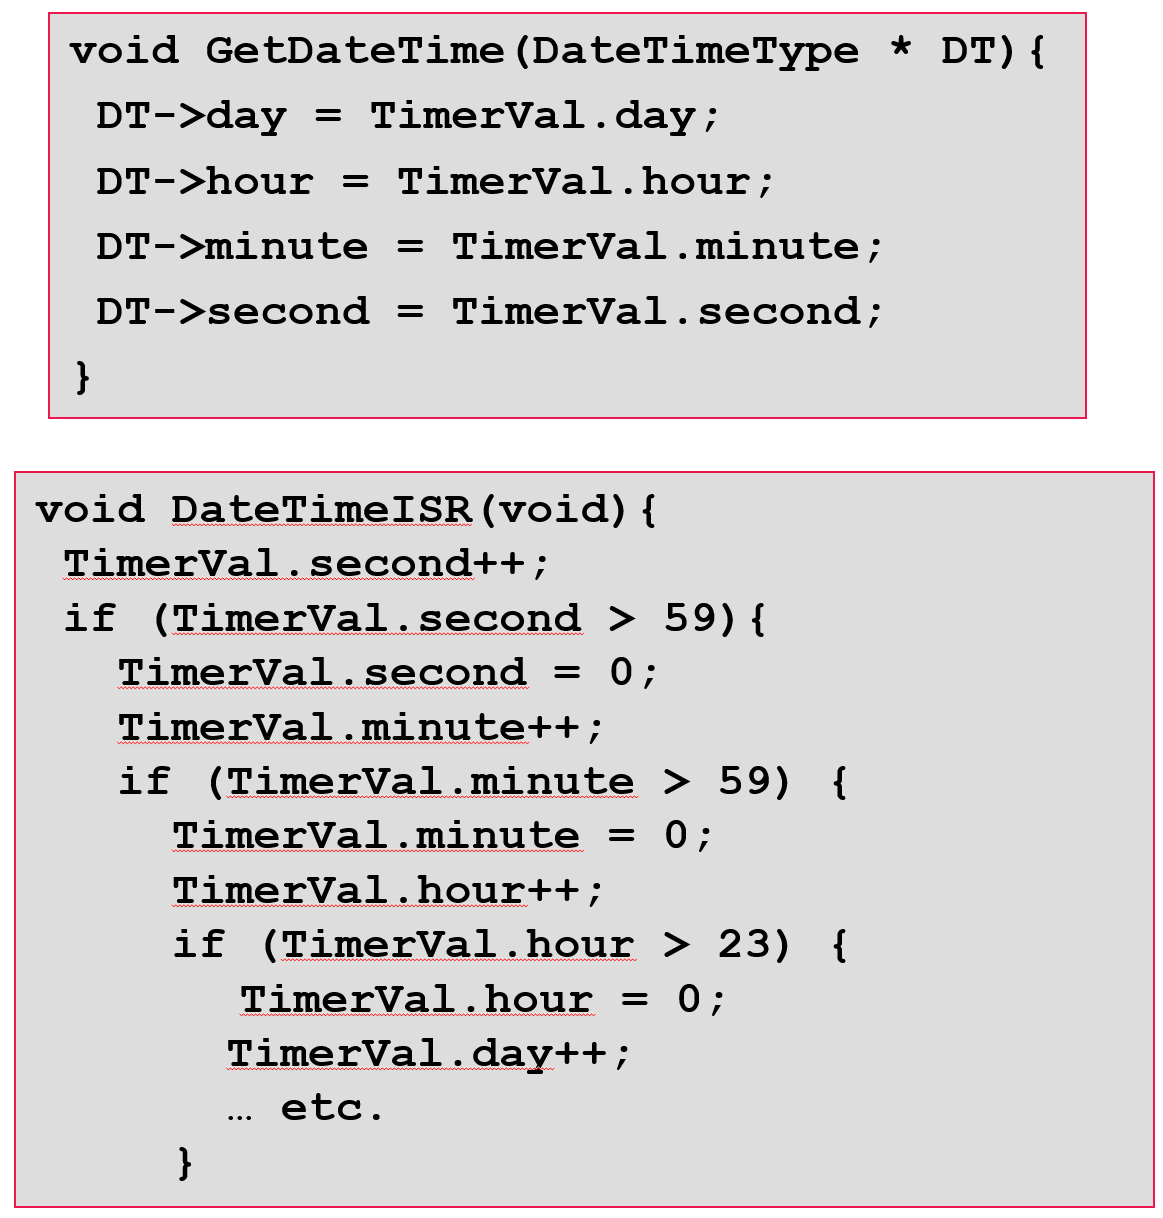 void GetDateTime(DateTimeType * DT){
 DT->day = TimerVal.day;
 DT->hour = TimerVal.hour;
 DT->minute = TimerVal.minute;
 DT->second = TimerVal.second;
}
void DateTimeISR(void){
 TimerVal.second++;
 if (TimerVal.second > 59){
   TimerVal.second = 0;
   TimerVal.minute++;
   if (TimerVal.minute > 59) {
     TimerVal.minute = 0;
     TimerVal.hour++;
     if (TimerVal.hour > 23) {
       TimerVal.hour = 0;
       TimerVal.day++;
       … etc.
     }